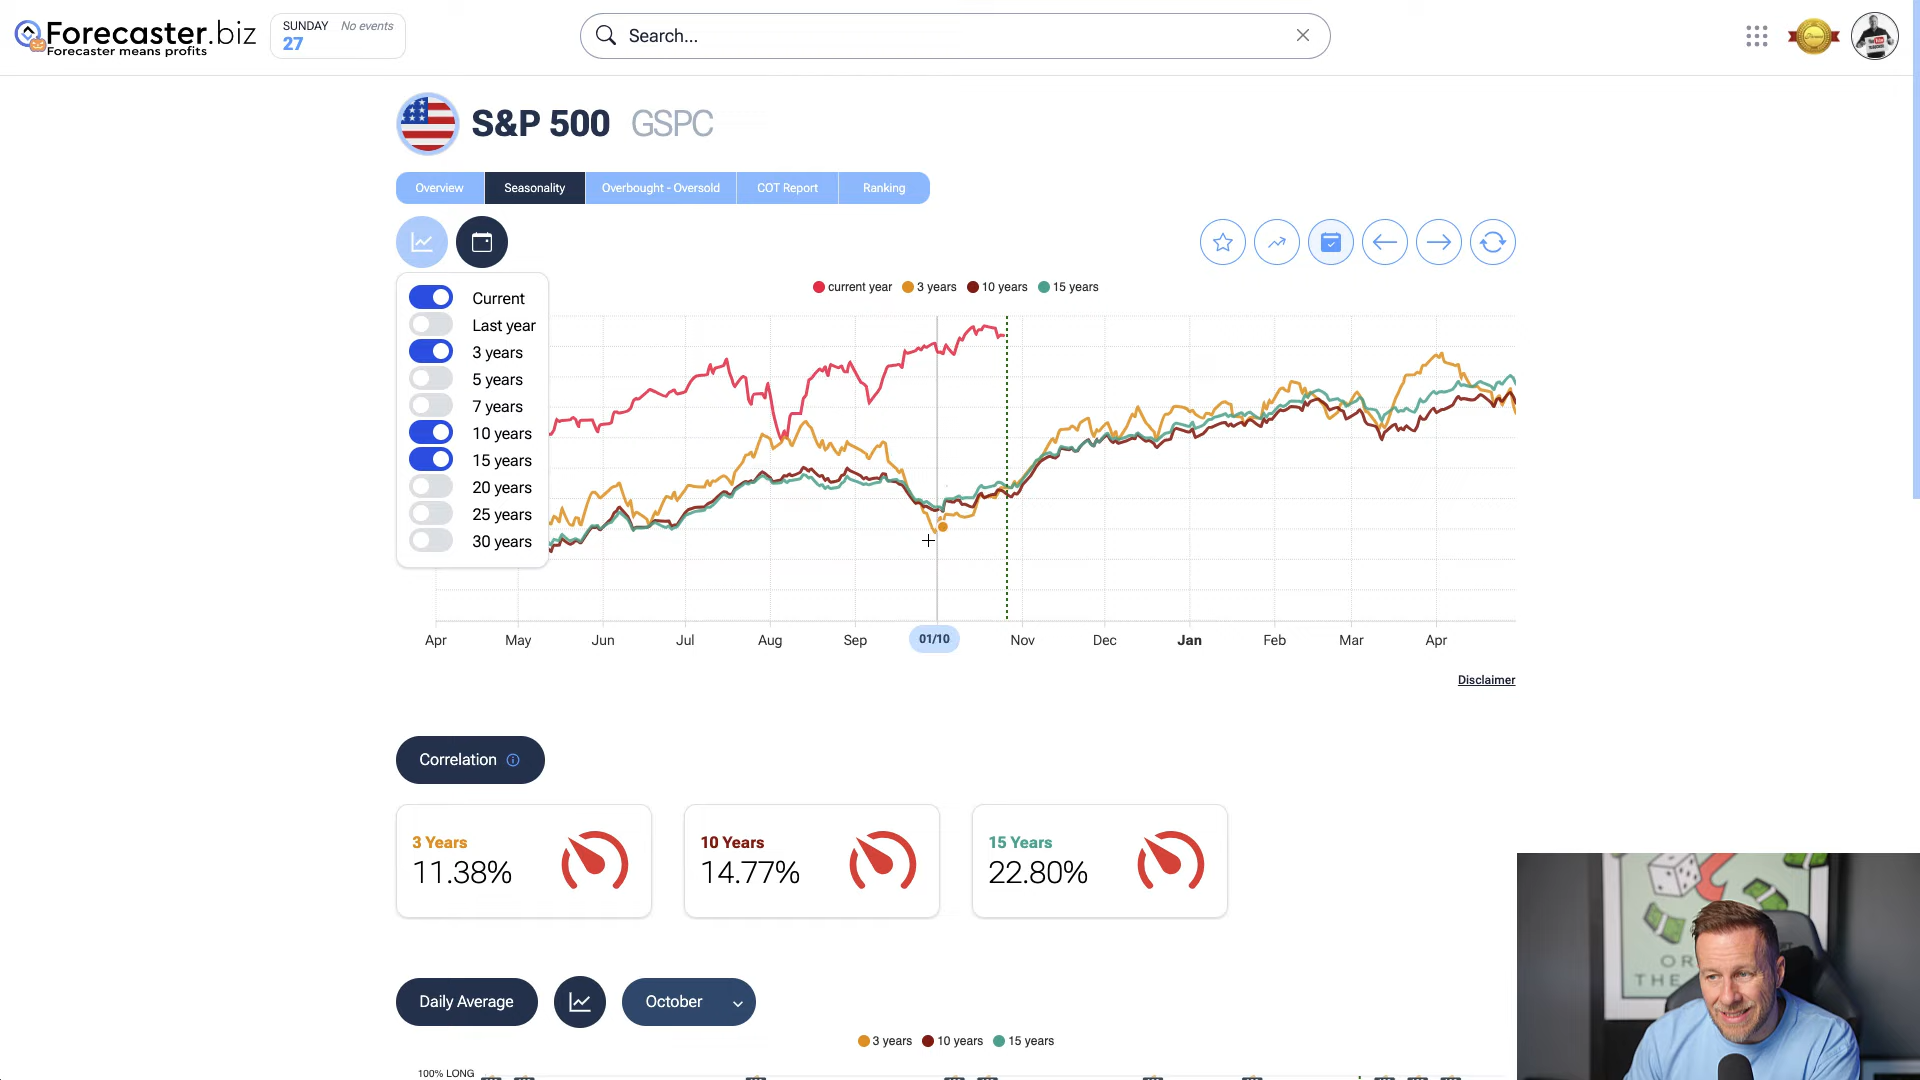 Forecaster.biz
Forecaster means profits
SUNDAY
No events
27
Search...
S&P 500 GSPC
Overview
Seasonality
Overbought - Oversold
COT Report
Ranking
current year
3 years
10 years
15 years
Current
Last year
3 years
5 years
7 years
10 years
15 years
20 years
25 years
30 years
Apr
May
Jun
Jul
Aug
Sep
01/10
Nov
Dec
Jan
Feb
Mar
Apr
Disclaimer
Correlation
3 Years
11.38%
10 Years
14.77%
15 Years
22.80%
Daily Average
October
3 years
10 years
15 years
100% LONG
OR
THE